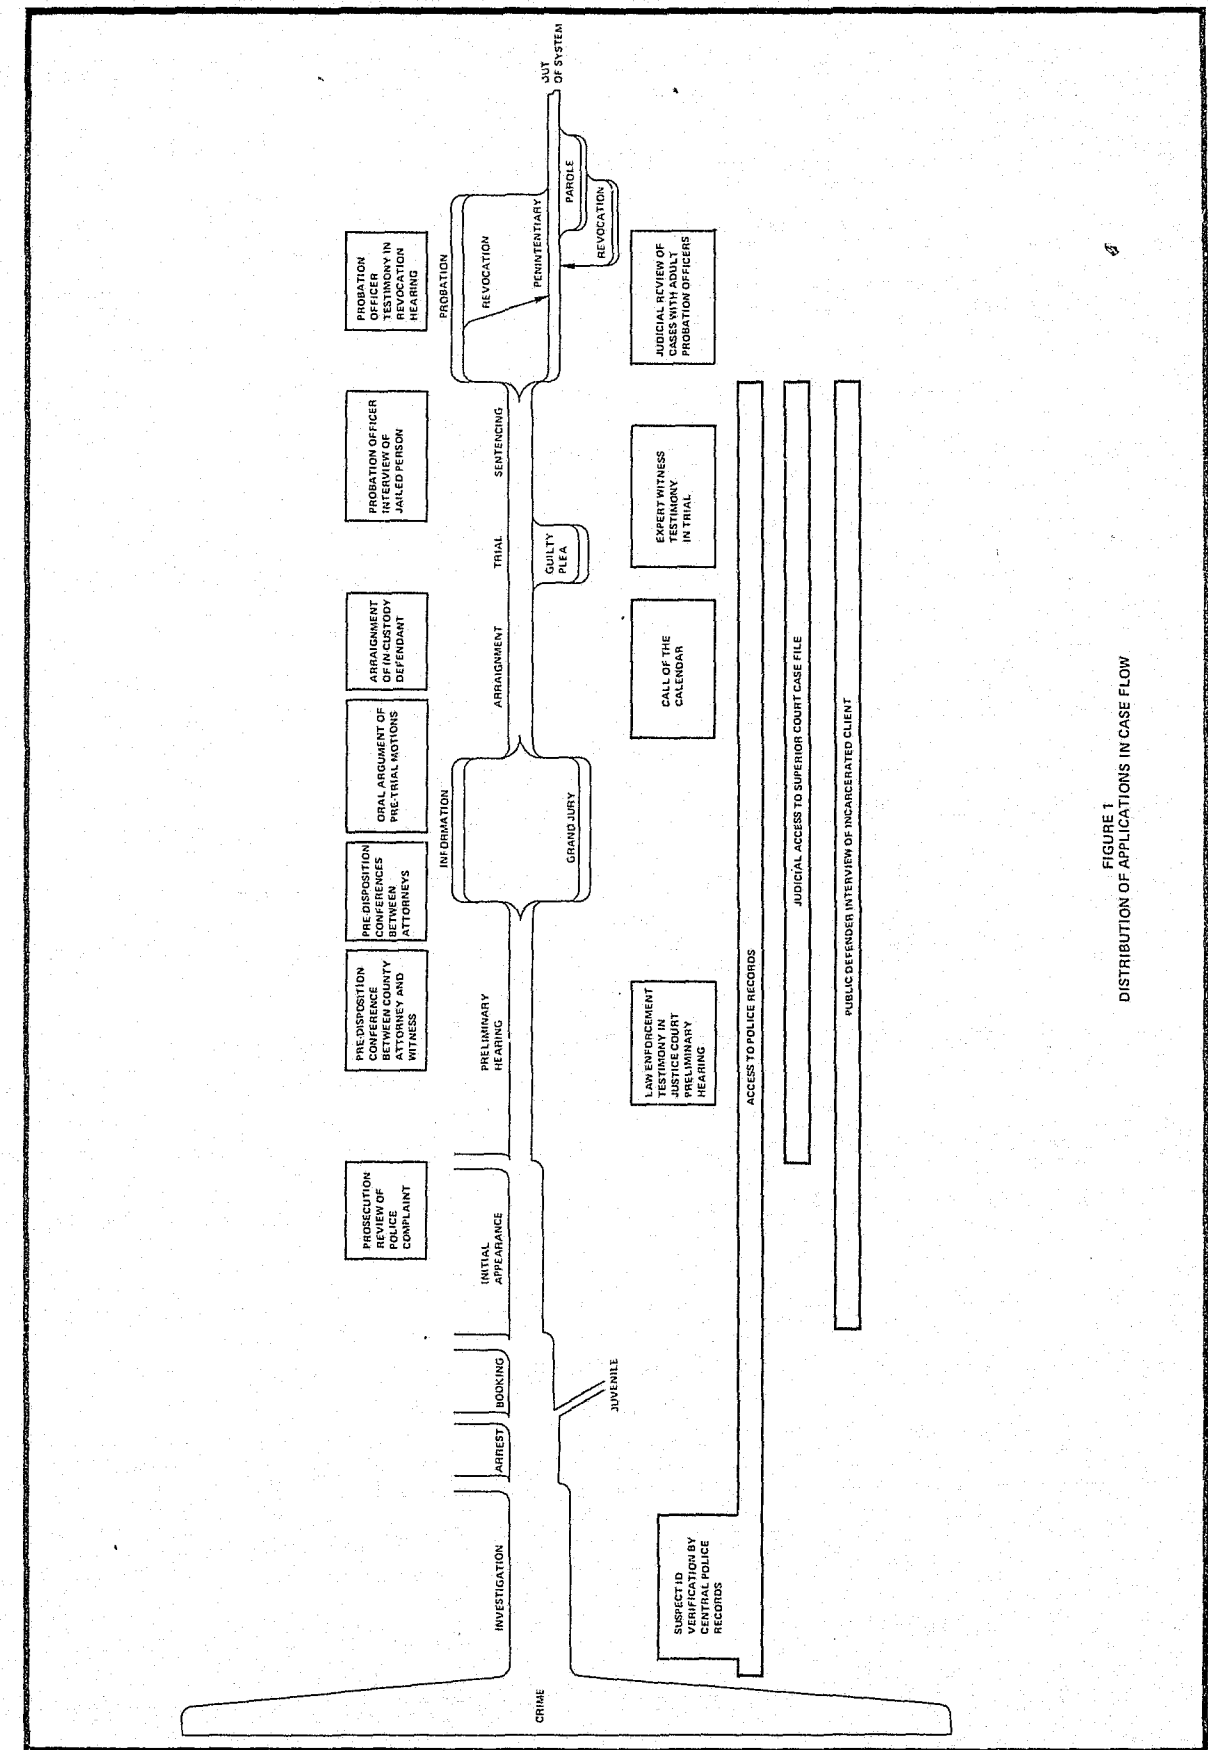 PROSECUTION
REVIEW OF
POLICE
COMPLAINT
PRE-DISPOSITION
CONFERENCE
BETWEEN COUNTY
ATTORNEY AND
WITNESS
PRE-DISPOSITION
CONFERENCES
BETWEEN
ATTORNEYS
ORAL ARGUMENT OF
PRE-TRIAL MOTIONS
ARRAIGNMENT
OF IN-CUSTODY
DEFENDANT
PROBATION OFFICER
INTERVIEW OF
JAILED PERSON
PROBATION
OFFICER
TESTIMONY IN
REVOCATION
HEARING
CRIME
INVESTIGATION
ARREST
BOOKING
JUVENILE
INITIAL
APPEARANCE
PRELIMINARY
HEARING
INFORMATION
GRAND JURY
ARRAIGNMENT
TRIAL
GUILTY
PLEA
SENTENCING
PROBATION
REVOCATION
PENINTENTIARY
PAROLE
REVOCATION
OUT
OF SYSTEM
SUSPECT ID
VERIFICATION BY
CENTRAL POLICE
RECORDS
LAW ENFORCEMENT
TESTIMONY IN
JUSTICE COURT
PRELIMINARY
HEARING
CALL OF THE
CALENDAR
EXPERT WITNESS
TESTIMONY
IN TRIAL
JUDICIAL REVIEW OF
CASES WITH ADULT
PROBATION OFFICERS
ACCESS TO POLICE RECORDS
JUDICIAL ACCESS TO SUPERIOR COURT CASE FILE
PUBLIC DEFENDER INTERVIEW OF INCARCERATED CLIENT
FIGURE 1
DISTRIBUTION OF APPLICATIONS IN CASE FLOW